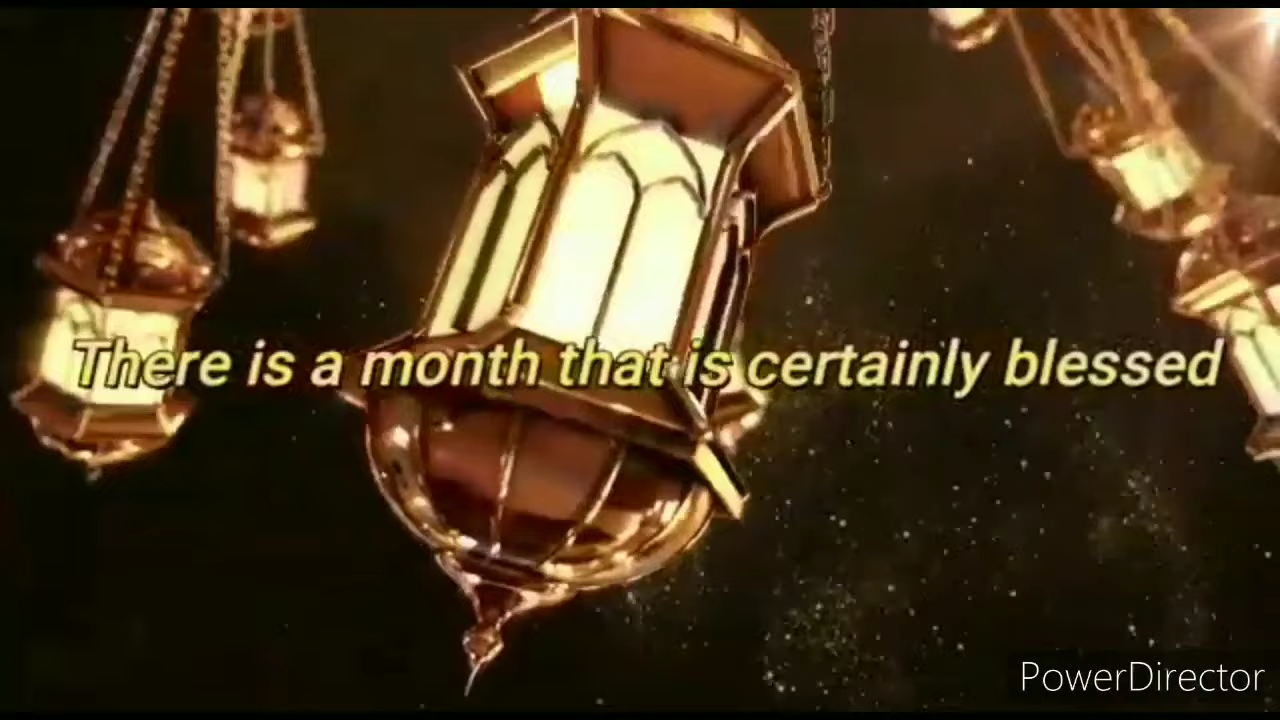 There is a month that is certainly blessed
PowerDirector